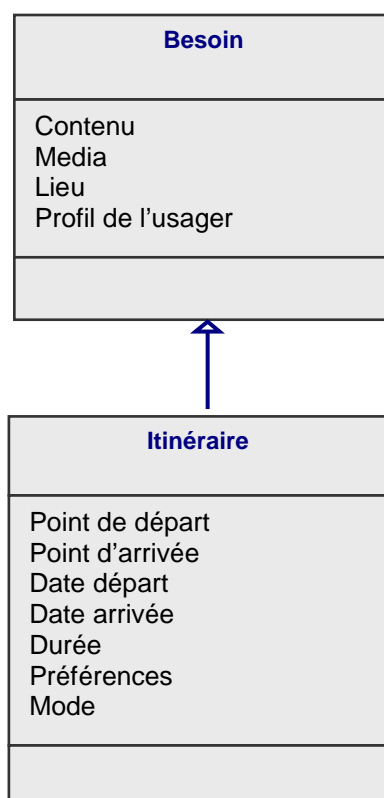 Besoin
Contenu
Media
Lieu
Profil de l'usager
Itinéraire
Point de départ
Point d'arrivée
Date départ
Date arrivée
Durée
Préférences
Mode